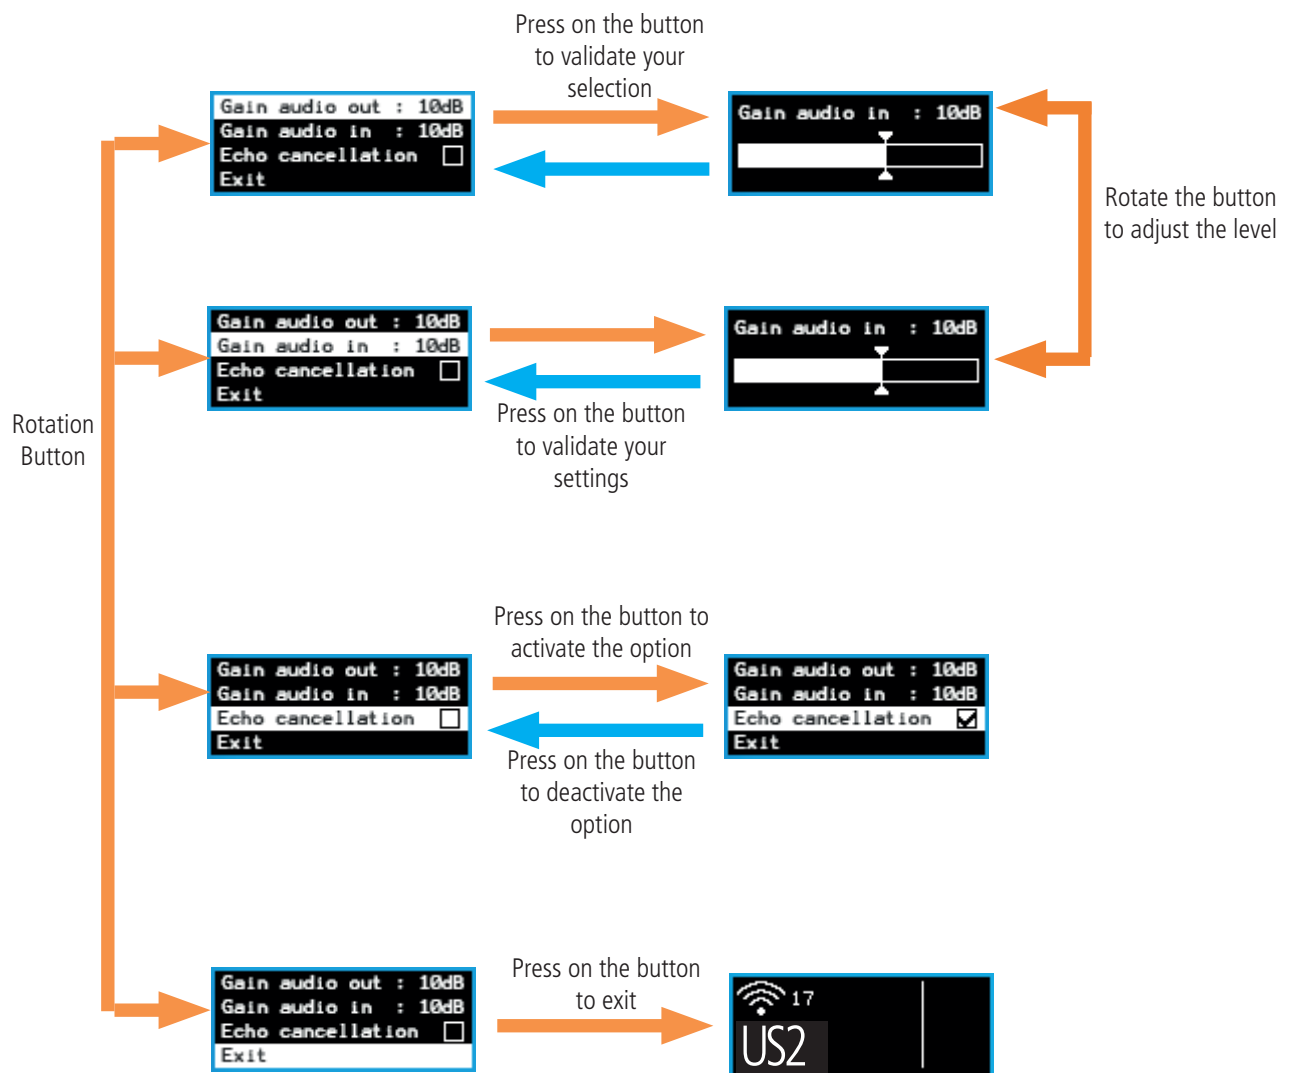 Press on the button
to validate your
selection
Gain audio out : 10dB
Gain audio in : 10dB
Echo cancellation
Exit
Gain audio in : 10dB
Rotate the button
to adjust the level
Gain audio out : 10dB
Gain audio in : 10dB
Echo cancellation
Exit
Gain audio in : 10dB
Press on the button
to validate your
settings
Rotation
Button
Press on the button to
activate the option
Gain audio out : 10dB
Gain audio in : 10dB
Echo cancellation
Exit
Gain audio out : 10dB
Gain audio in : 10dB
Echo cancellation
Exit
Press on the button
to deactivate the
option
Gain audio out : 10dB
Gain audio in : 10dB
Echo cancellation
Exit
Press on the button
to exit
17
US2